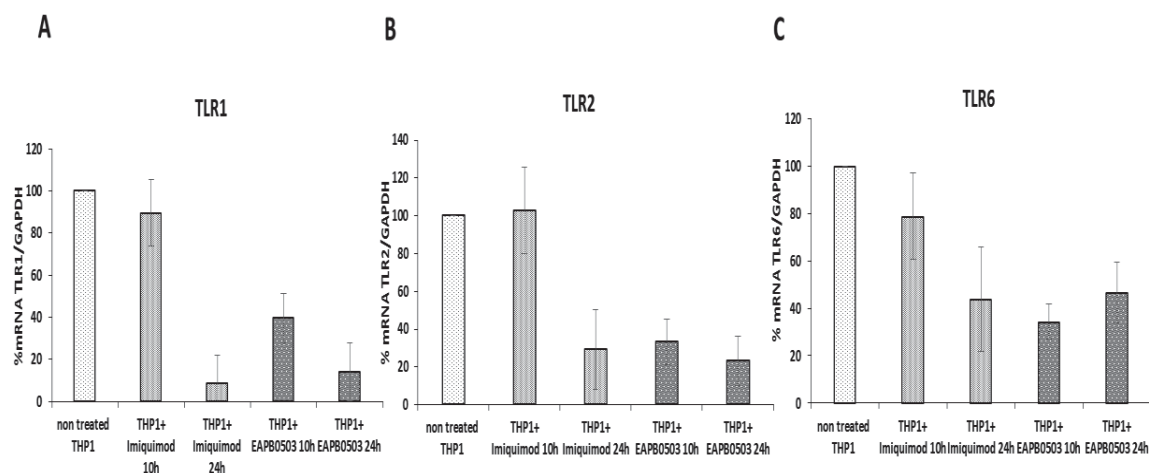 A
TLR1
%mRNA TLR1/GAPDH
120
100
80
60
40
20
0
non treated THP1
THP1+ Imiquimod 10h
THP1+ Imiquimod 24h
THP1+ EAPB0503 10h
THP1+ EAPB0503 24h
B
TLR2
% mRNA TLR2/GAPDH
140
120
100
80
60
40
20
0
non treated THP1
THP1+ Imiquimod 10h
THP1+ Imiquimod 24h
THP1+ EAPB0503 10h
THP1+ EAPB0503 24h
C
TLR6
% mRNA TLR6/GAPDH
120
100
80
60
40
20
0
non treated THP1
THP1+ Imiquimod 10h
THP1+ Imiquimod 24h
THP1+ EAPB0503 10h
THP1+ EAPB0503 24h